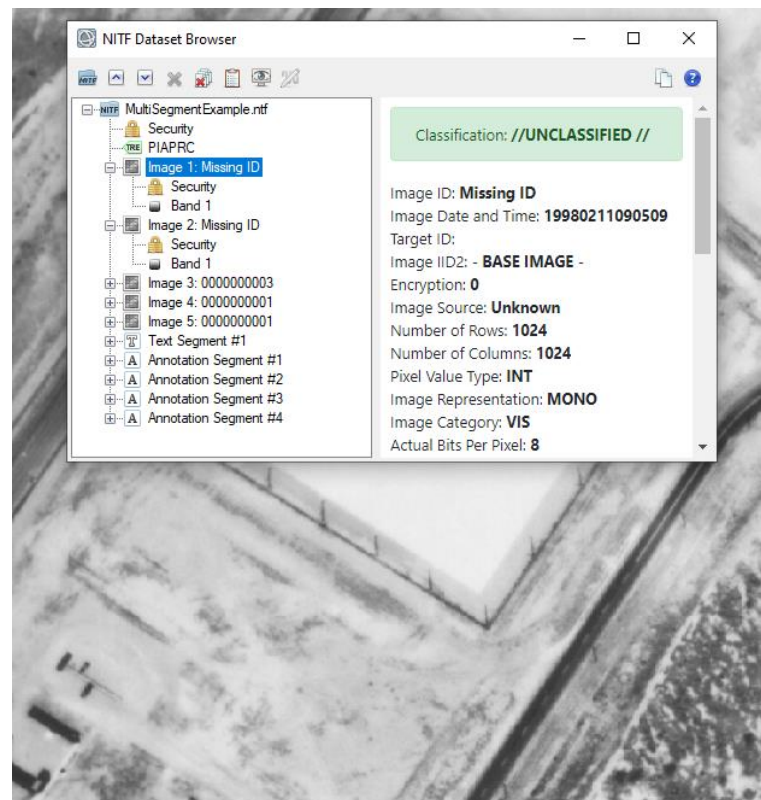 NITF Dataset Browser
NITF
NITF MultiSegmentExample.ntf
Security
TRE PIAPRC
Image 1: Missing ID
Security
Band 1
Image 2: Missing ID
Security
Band 1
Image 3: 0000000003
Image 4: 0000000001
Image 5: 0000000001
T Text Segment #1
A Annotation Segment #1
A Annotation Segment #2
A Annotation Segment #3
A Annotation Segment #4
Classification: //UNCLASSIFIED //
Image ID: Missing ID
Image Date and Time: 19980211090509
Target ID:
Image IID2: - BASE IMAGE -
Encryption: 0
Image Source: Unknown
Number of Rows: 1024
Number of Columns: 1024
Pixel Value Type: INT
Image Representation: MONO
Image Category: VIS
Actual Bits Per Pixel: 8